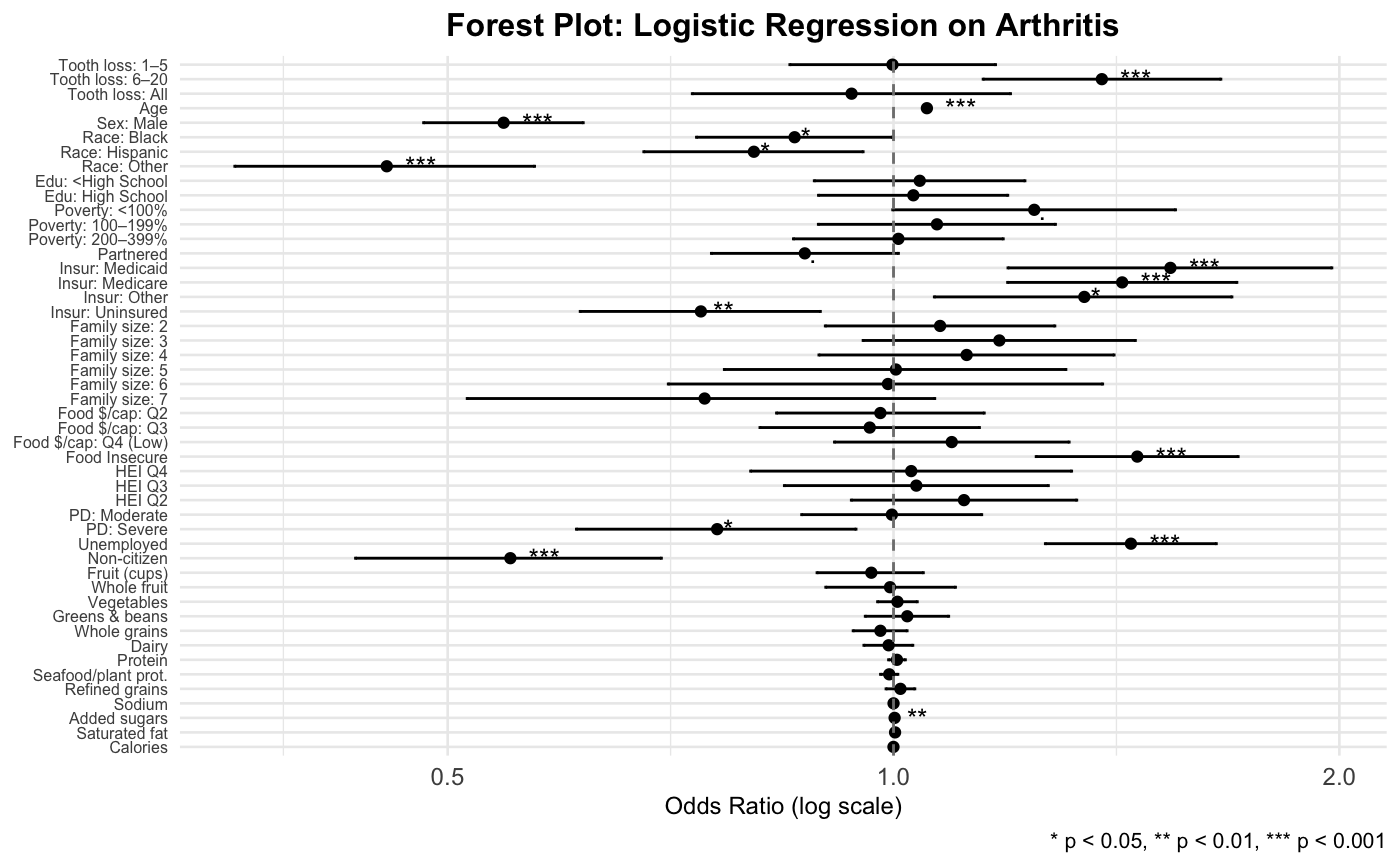 Forest Plot: Logistic Regression on Arthritis
Tooth loss: 1–5
Tooth loss: 6–20 ***
Tooth loss: All
Age ***
Sex: Male ***
Race: Black *
Race: Hispanic *
Race: Other ***
Edu: <High School
Edu: High School
Poverty: <100% .
Poverty: 100–199%
Poverty: 200–399%
Partnered .
Insur: Medicaid ***
Insur: Medicare ***
Insur: Other *
Insur: Uninsured **
Family size: 2
Family size: 3
Family size: 4
Family size: 5
Family size: 6
Family size: 7
Food $/cap: Q2
Food $/cap: Q3
Food $/cap: Q4 (Low)
Food Insecure ***
HEI Q4
HEI Q3
HEI Q2
PD: Moderate
PD: Severe *
Unemployed ***
Non-citizen ***
Fruit (cups)
Whole fruit
Vegetables
Greens & beans
Whole grains
Dairy
Protein
Seafood/plant prot.
Refined grains
Sodium
Added sugars **
Saturated fat
Calories
0.5 1.0 2.0
Odds Ratio (log scale)
* p < 0.05, ** p < 0.01, *** p < 0.001